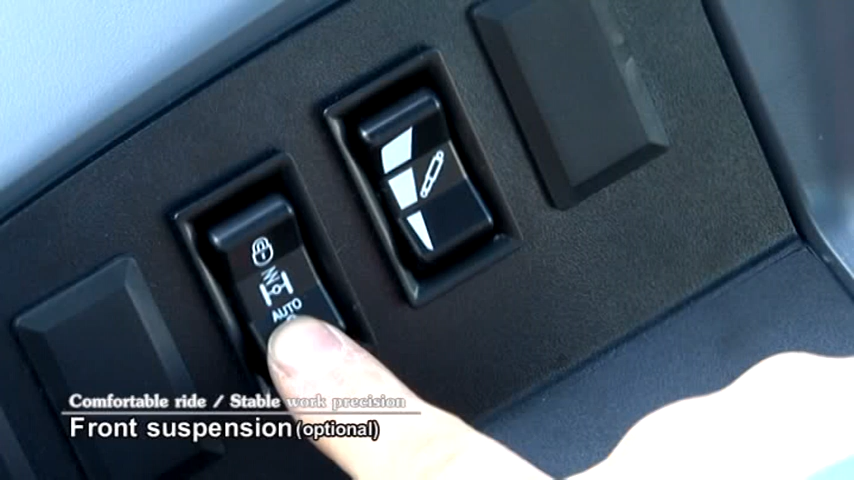 AUTO
Comfortable ride / Stable work precision
Front suspension (optional)